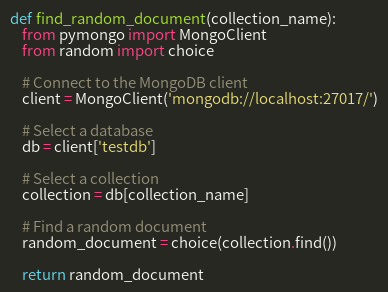 def find_random_document(collection_name):
from pymongo import MongoClient
from random import choice
# Connect to the MongoDB client
client = MongoClient('mongodb://localhost:27017/')
# Select a database
db = client['testdb']
# Select a collection
collection = db[collection_name]
# Find a random document
random_document = choice(collection.find())
return random_document